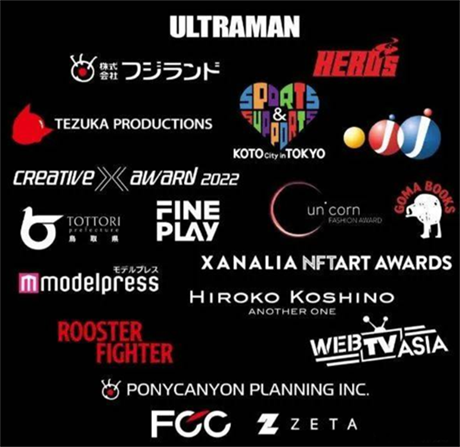 ULTRAMAN
株式会社 フジランド
HERO's
TEZUKA PRODUCTIONS
SPORTS
&
SUPPORTS
KOTO City in TOKYO
jj
CREATIVE X AWARD 2022
GOMA BOOKS
TOTTORI
prefecture
鳥取県
FINE
PLAY
un'corn
FASHION AWARD
XANALIA NFTART AWARDS
モデルプレス
m modelpress
HIROKO KOSHINO
ANOTHER ONE
ROOSTER
FIGHTER
WEB TV ASIA
PONYCANYON PLANNING INC.
FCC
Z ZETA